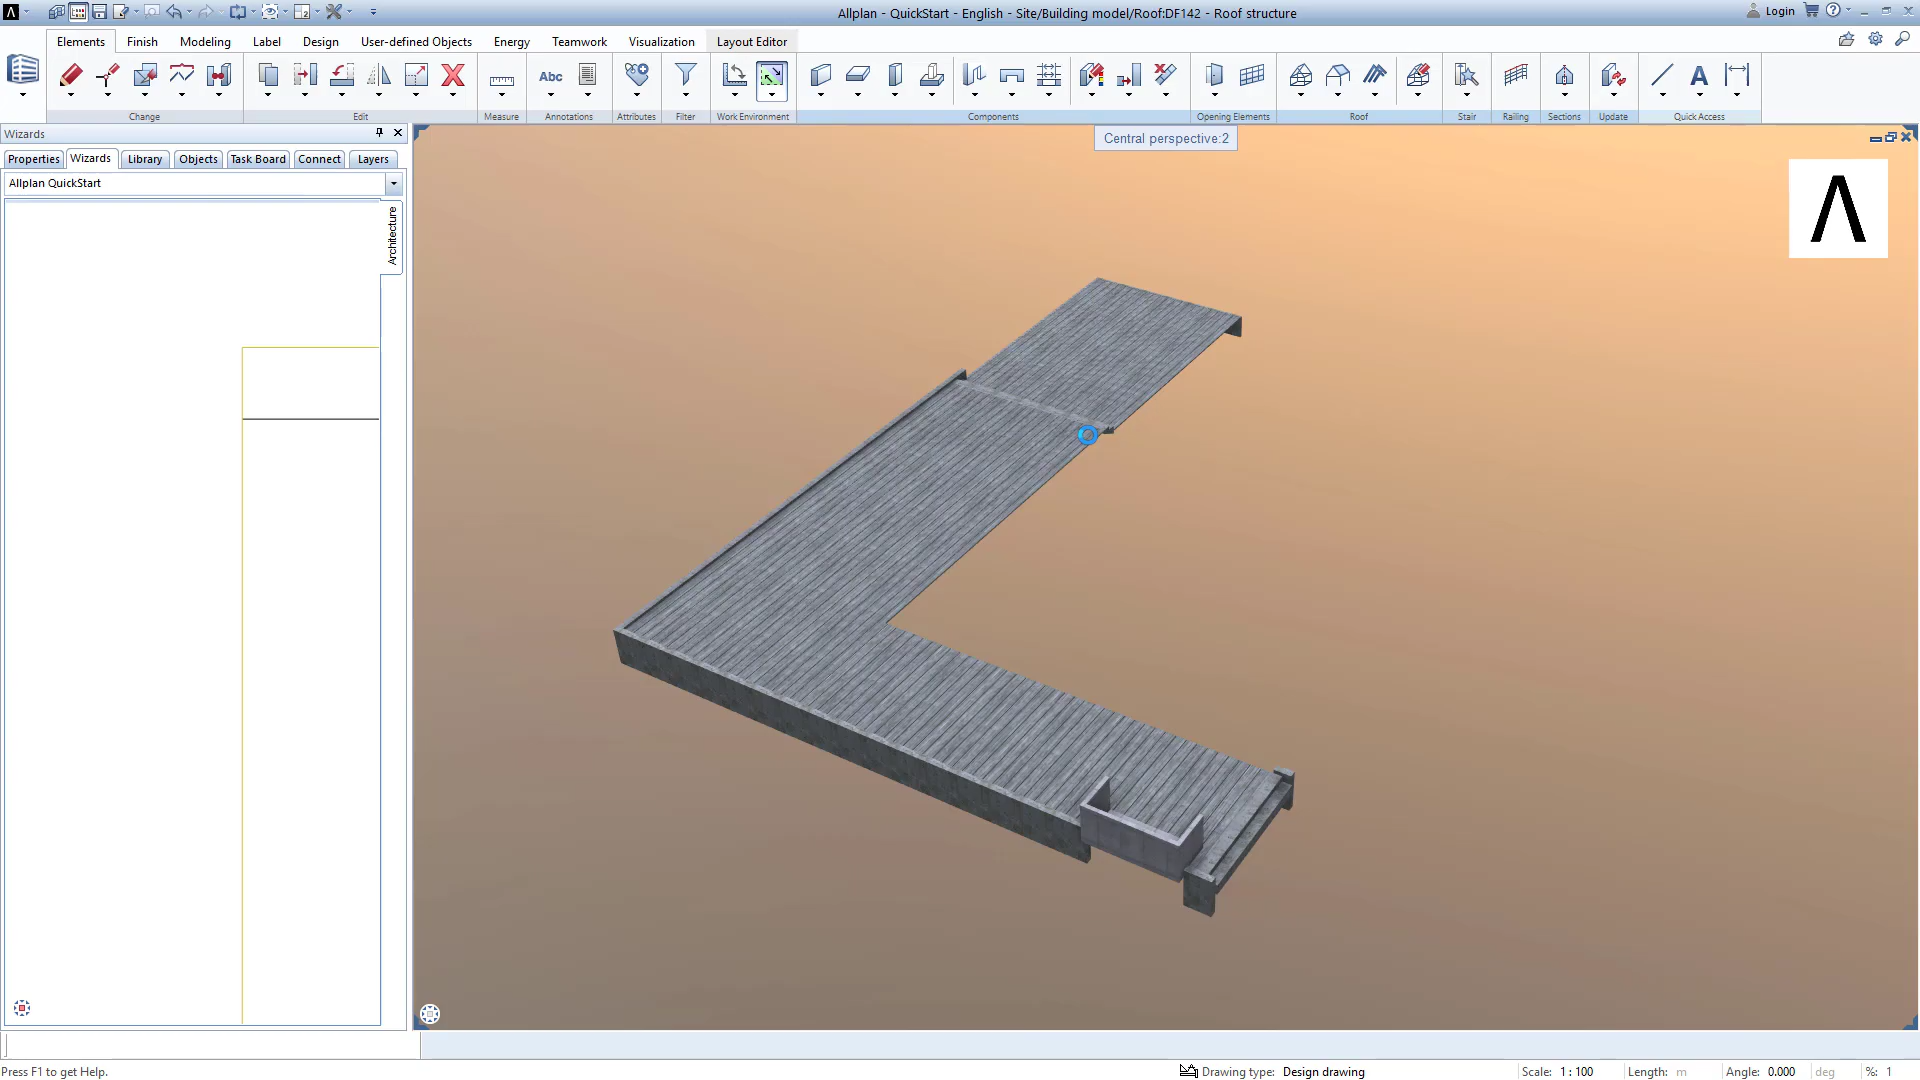 Allplan - QuickStart - English - Site/Building model/Roof:DF142 - Roof structure
Login
Elements Finish Modeling Label Design User-defined Objects Energy Teamwork Visualization Layout Editor
Abc
A
Change Edit Measure Annotations Attributes Filter Work Environment Components Opening Elements Roof Stair Railing Sections Update Quick Access
Wizards
Central perspective:2
Properties Wizards Library Objects Task Board Connect Layers
Allplan QuickStart
Architecture
Press F1 to get Help.
Drawing type: Design drawing
Scale: 1 : 100
Length: m
Angle: 0.000 deg
%: 1